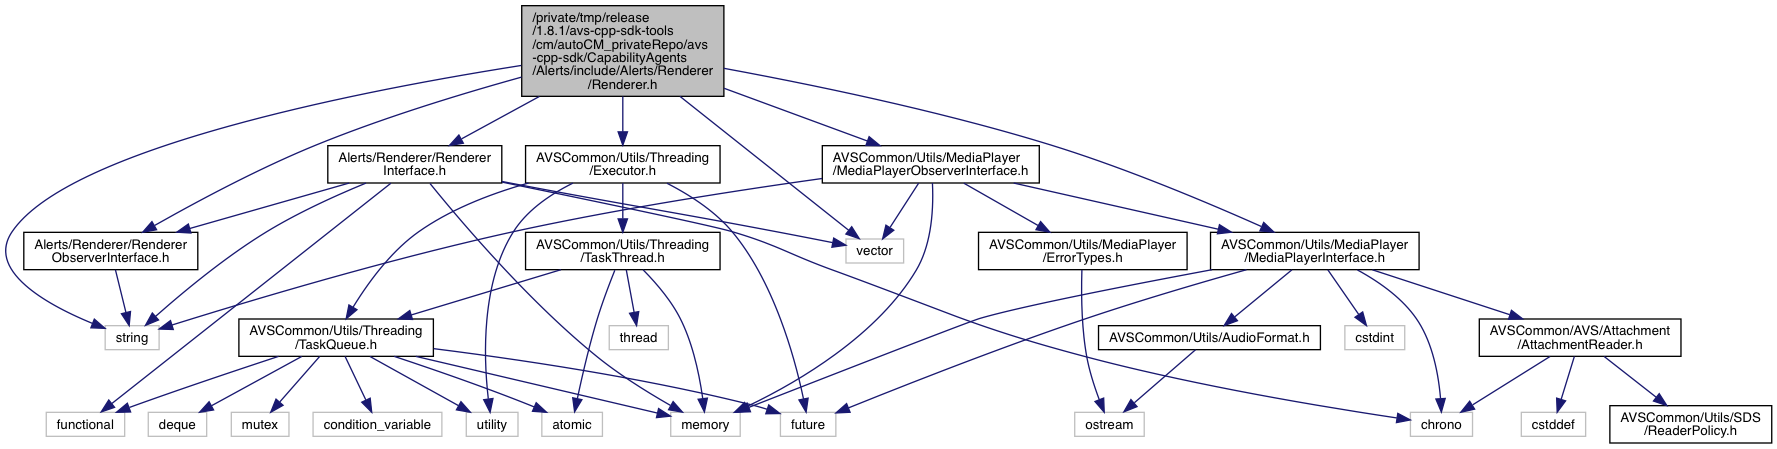 /private/tmp/release
/1.8.1/avs-cpp-sdk-tools
/cm/autoCM_privateRepo/avs
-cpp-sdk/CapabilityAgents
/Alerts/include/Alerts/Renderer
/Renderer.h
Alerts/Renderer/Renderer
Interface.h
AVSCommon/Utils/Threading
/Executor.h
AVSCommon/Utils/MediaPlayer
/MediaPlayerObserverInterface.h
Alerts/Renderer/Renderer
ObserverInterface.h
AVSCommon/Utils/Threading
/TaskThread.h
vector
AVSCommon/Utils/MediaPlayer
/ErrorTypes.h
AVSCommon/Utils/MediaPlayer
/MediaPlayerInterface.h
string
AVSCommon/Utils/Threading
/TaskQueue.h
thread
AVSCommon/Utils/AudioFormat.h
cstdint
AVSCommon/AVS/Attachment
/AttachmentReader.h
functional
deque
mutex
condition_variable
utility
atomic
memory
future
ostream
chrono
cstddef
AVSCommon/Utils/SDS
/ReaderPolicy.h